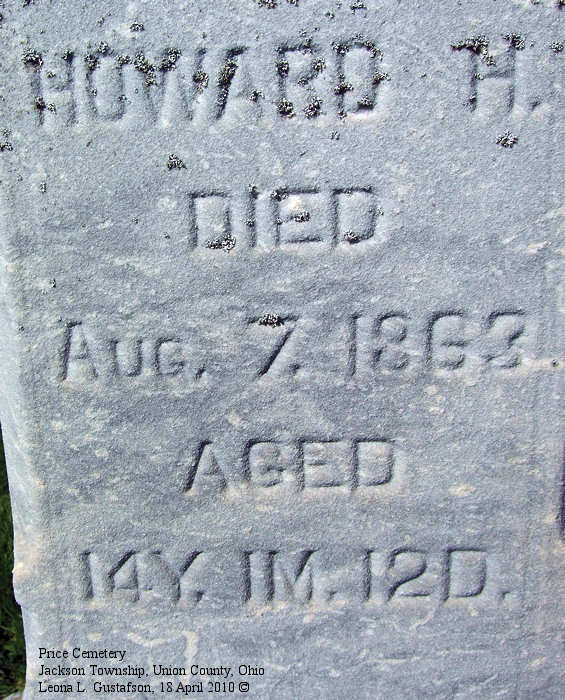 HOWARD H.
DIED
AUG. 7. 1863
AGED
14Y. 1M. 12D.
Price Cemetery
Jackson Township, Union County, Ohio
Leona L. Gustafson, 18 April 2010 ©